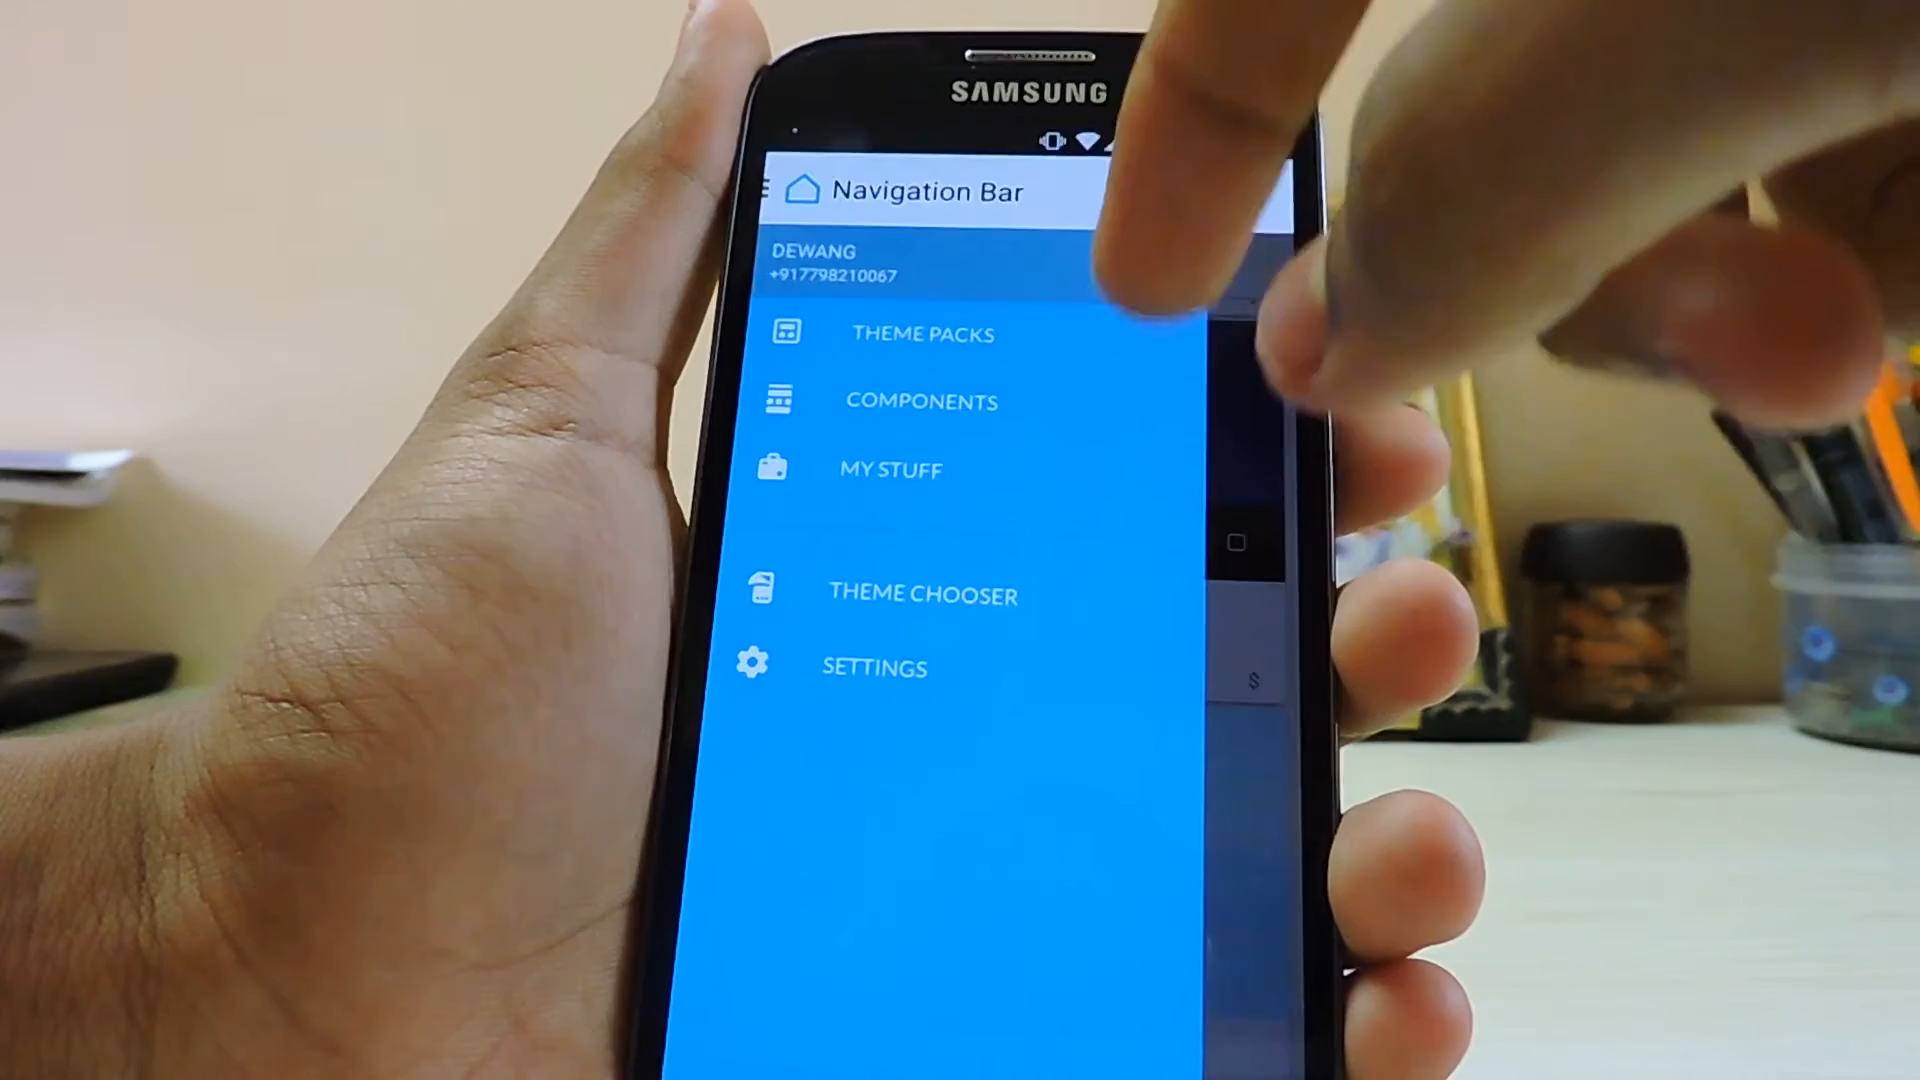 SAMSUNG
Navigation Bar
DEWANG
+917798210067
THEME PACKS
COMPONENTS
MY STUFF
$
THEME CHOOSER
SETTINGS